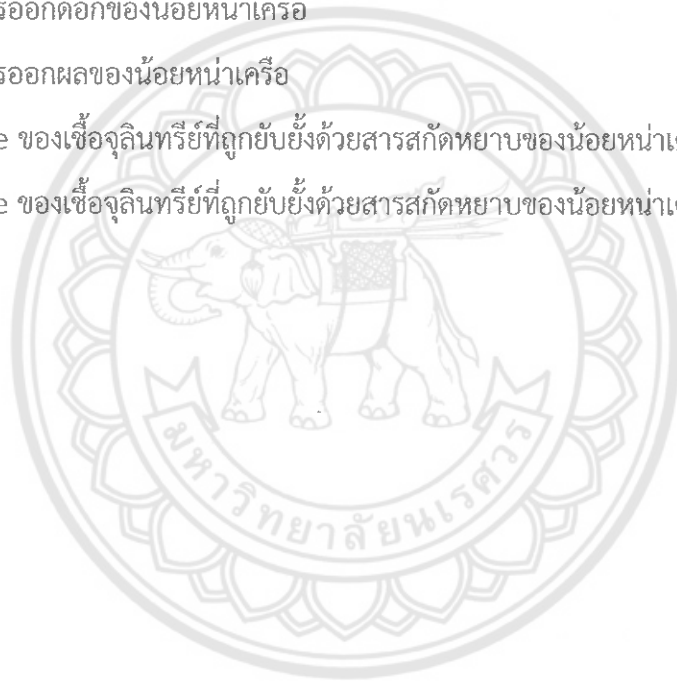 รออกดอกของน้อยหน่าเครือ
รออกผลของน้อยหน่าเครือ
e ของเชื้อจุลินทรีย์ที่ถูกยับยั้งด้วยสารสกัดหยาบของน้อยหน่าเ
e ของเชื้อจุลินทรีย์ที่ถูกยับยั้งด้วยสารสกัดหยาบของน้อยหน่าเ
มหาวิทยาลัยนเรศวร